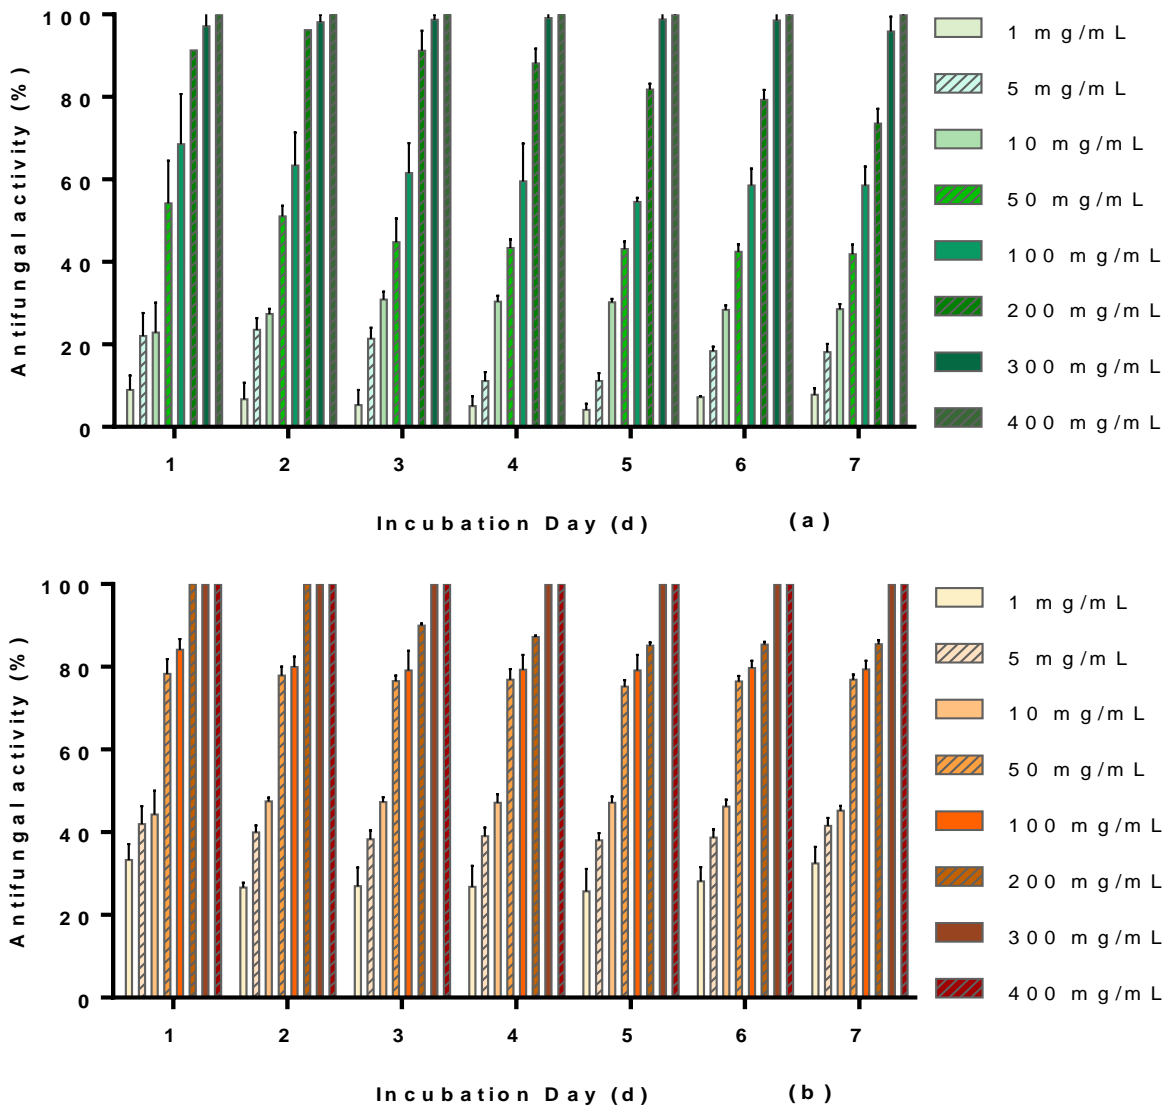 Antifungal activity (%)
100
80
60
40
20
0
1 2 3 4 5 6 7
Incubation Day (d)
(a)
1 mg/mL
5 mg/mL
10 mg/mL
50 mg/mL
100 mg/mL
200 mg/mL
300 mg/mL
400 mg/mL
Antifungal activity (%)
100
80
60
40
20
0
1 2 3 4 5 6 7
Incubation Day (d)
(b)
1 mg/mL
5 mg/mL
10 mg/mL
50 mg/mL
100 mg/mL
200 mg/mL
300 mg/mL
400 mg/mL